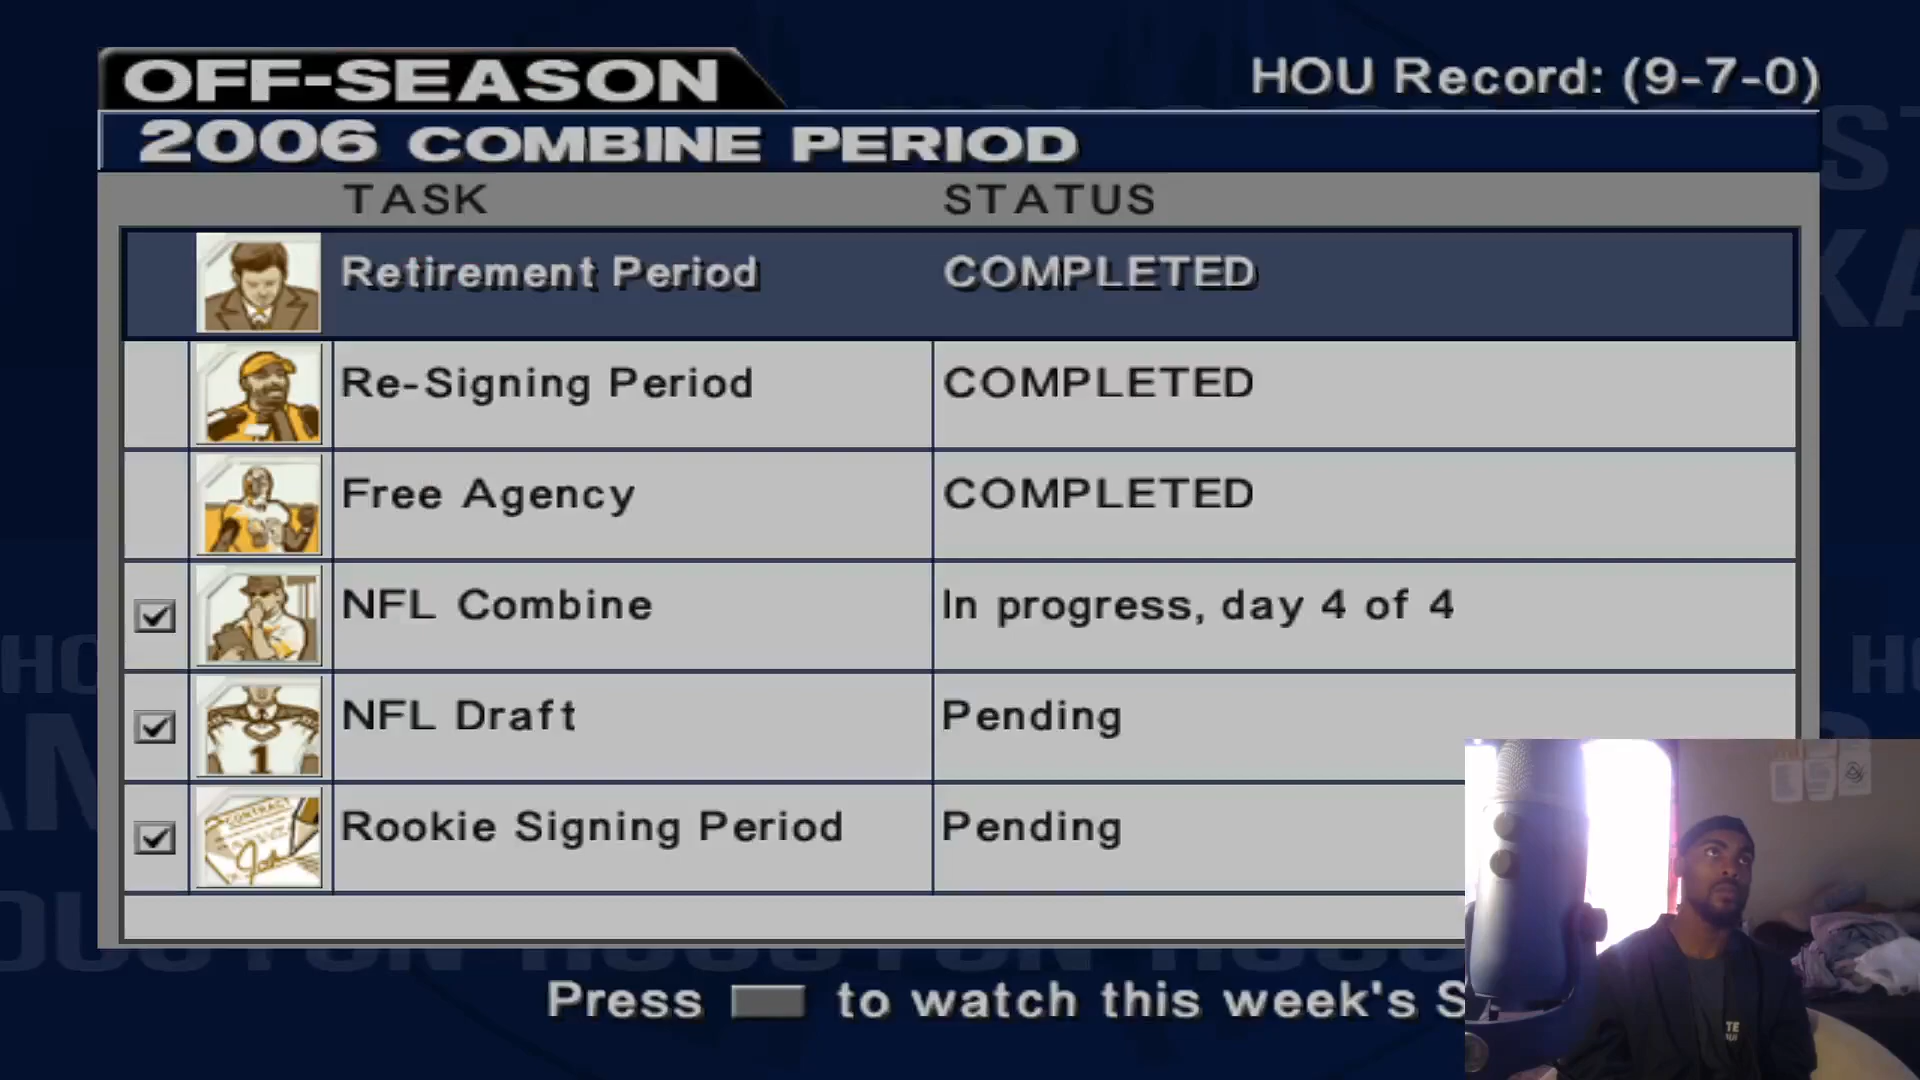 OFF-SEASON
HOU Record: (9-7-0)
2006 COMBINE PERIOD
TASK STATUS
Retirement Period COMPLETED
Re-Signing Period COMPLETED
Free Agency COMPLETED
NFL Combine In progress, day 4 of 4
NFL Draft Pending
1
Rookie Signing Period Pending
CONTRACT
Press to watch this week's S